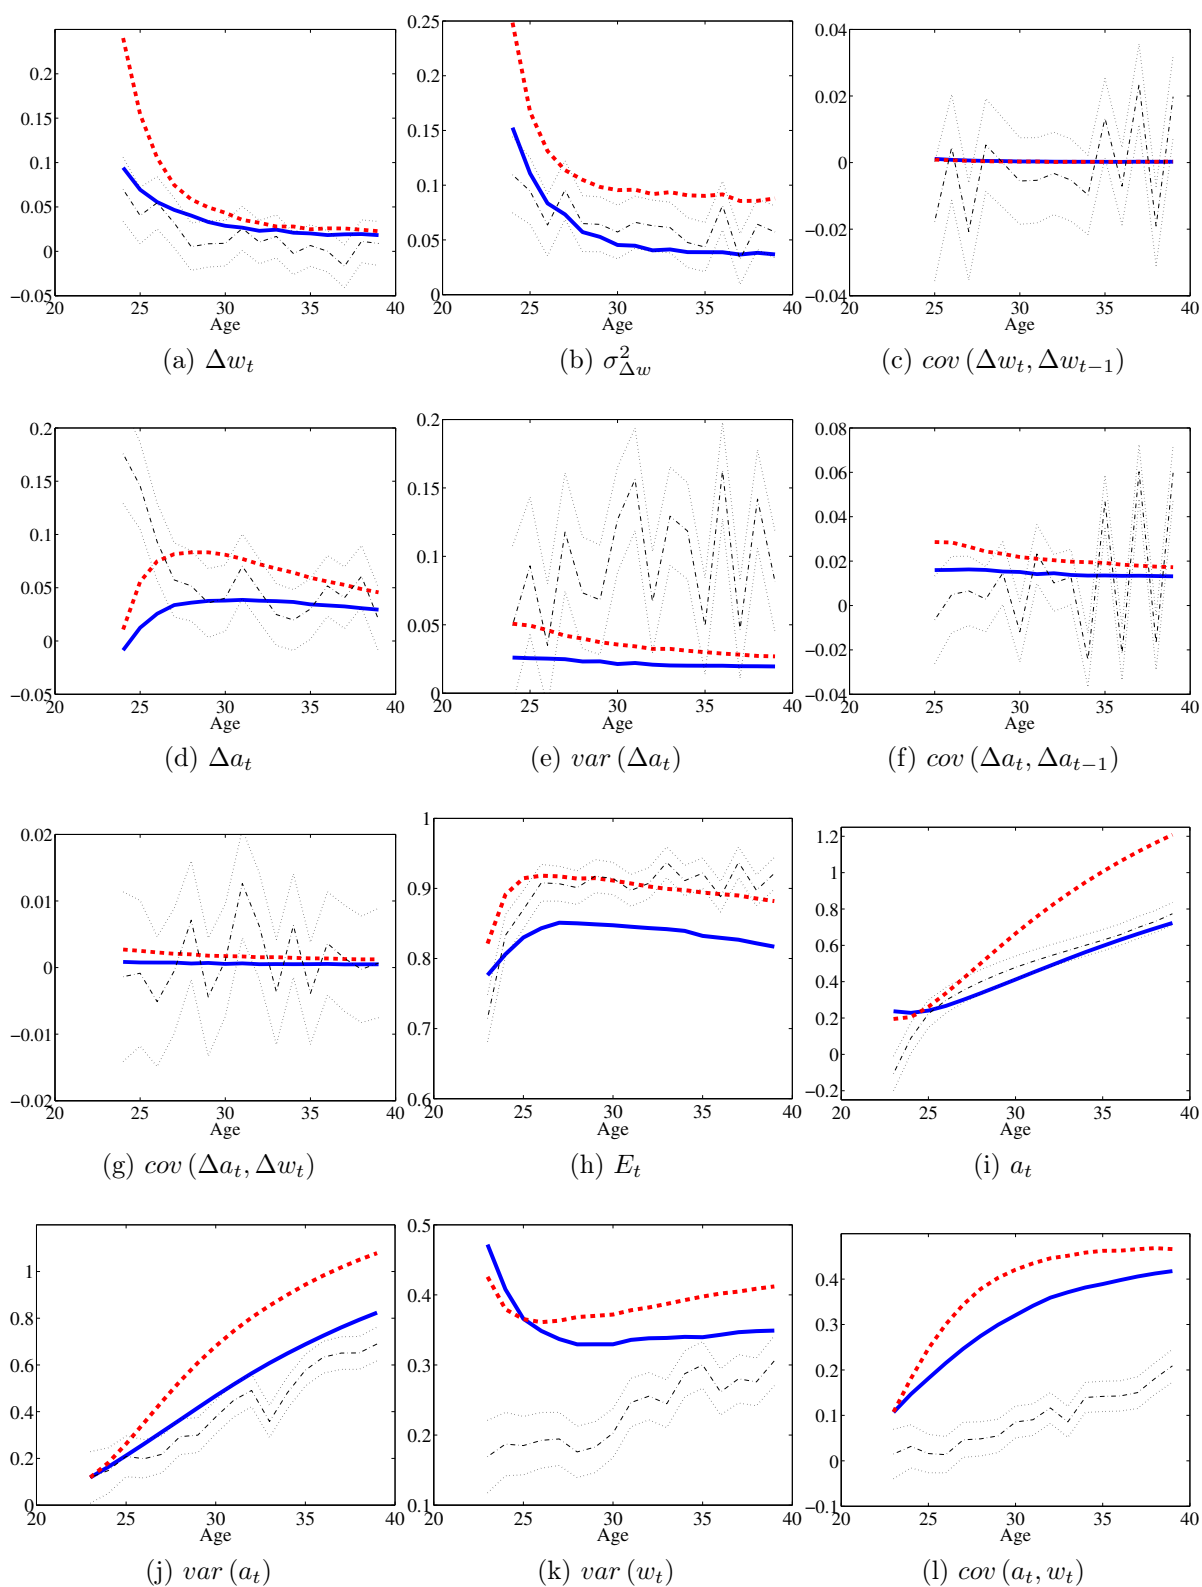 0.2
0.15
0.1
0.05
0
−0.05
20 25 30 35 40
Age
(a) Δw_t
0.25
0.2
0.15
0.1
0.05
0
20 25 30 35 40
Age
(b) σ²_Δw
0.04
0.02
0
−0.02
−0.04
20 25 30 35 40
Age
(c) cov (Δw_t, Δw_{t−1})
0.2
0.15
0.1
0.05
0
−0.05
20 25 30 35 40
Age
(d) Δa_t
0.2
0.15
0.1
0.05
0
20 25 30 35 40
Age
(e) var (Δa_t)
0.08
0.06
0.04
0.02
0
−0.02
−0.04
20 25 30 35 40
Age
(f) cov (Δa_t, Δa_{t−1})
0.02
0.01
0
−0.01
−0.02
20 25 30 35 40
Age
(g) cov (Δa_t, Δw_t)
1
0.9
0.8
0.7
0.6
20 25 30 35 40
Age
(h) E_t
1.2
1
0.8
0.6
0.4
0.2
0
−0.2
20 25 30 35 40
Age
(i) a_t
1
0.8
0.6
0.4
0.2
0
20 25 30 35 40
Age
(j) var (a_t)
0.5
0.4
0.3
0.2
0.1
20 25 30 35 40
Age
(k) var (w_t)
0.4
0.3
0.2
0.1
0
−0.1
20 25 30 35 40
Age
(l) cov (a_t, w_t)